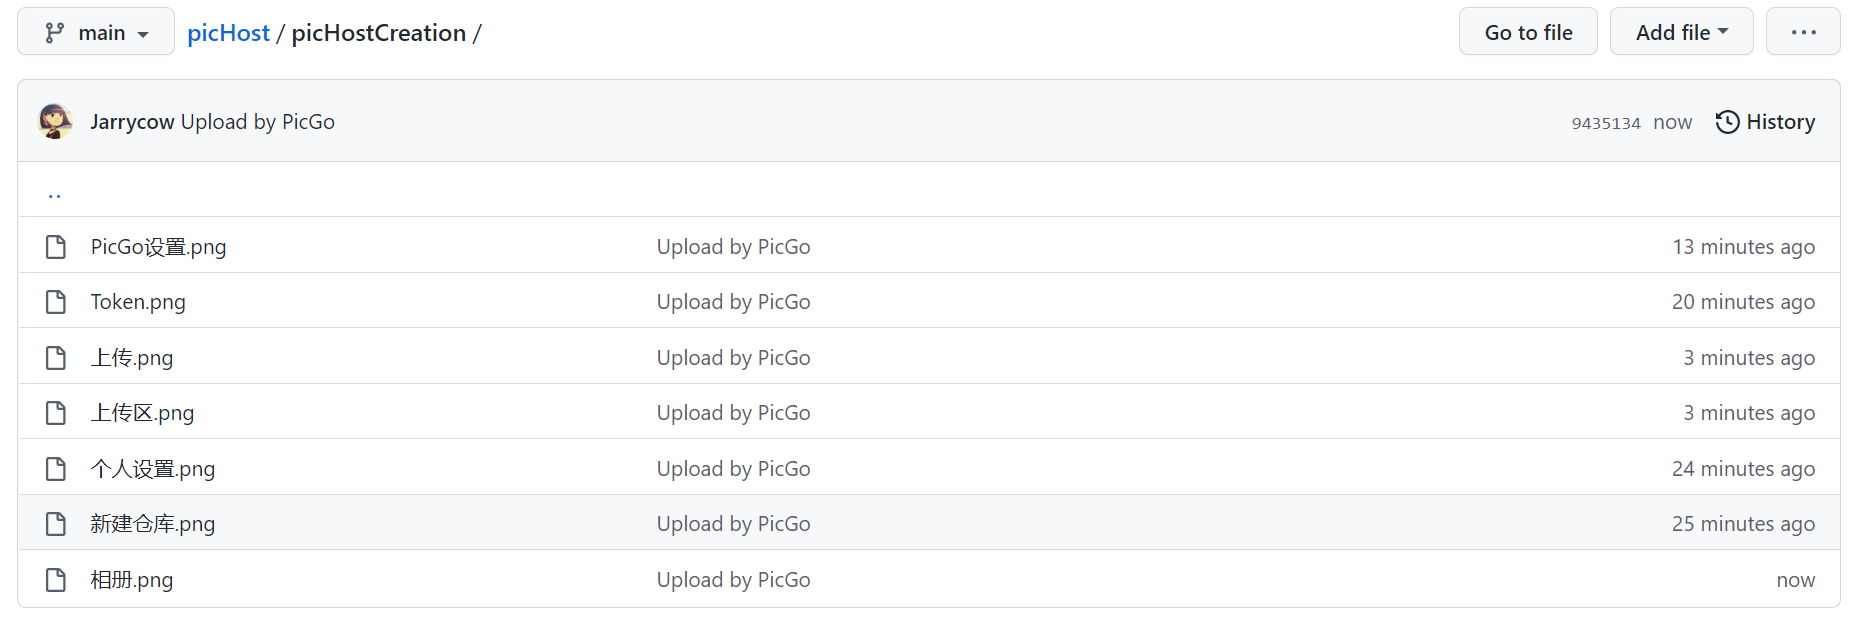 main picHost / picHostCreation / Go to file Add file ...
Jarrycow Upload by PicGo 9435134 now History
..
PicGo设置.png Upload by PicGo 13 minutes ago
Token.png Upload by PicGo 20 minutes ago
上传.png Upload by PicGo 3 minutes ago
上传区.png Upload by PicGo 3 minutes ago
个人设置.png Upload by PicGo 24 minutes ago
新建仓库.png Upload by PicGo 25 minutes ago
相册.png Upload by PicGo now